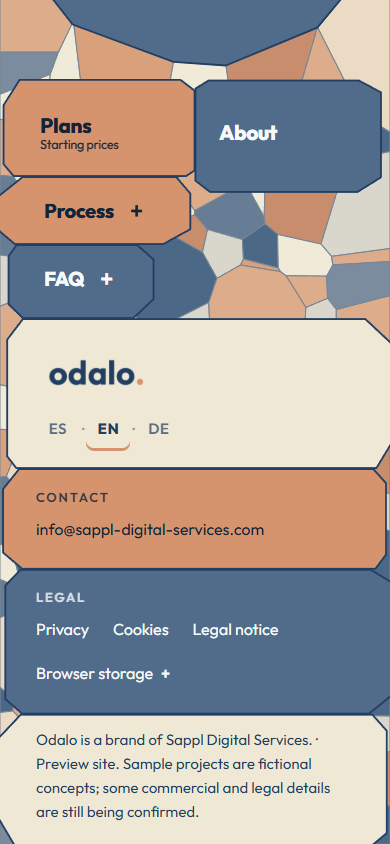 Plans
Starting prices
About
Process +
FAQ +
odalo.
ES · EN · DE
CONTACT
info@sappl-digital-services.com
LEGAL
Privacy Cookies Legal notice
Browser storage +
Odalo is a brand of Sappl Digital Services. ·
Preview site. Sample projects are fictional
concepts; some commercial and legal details
are still being confirmed.